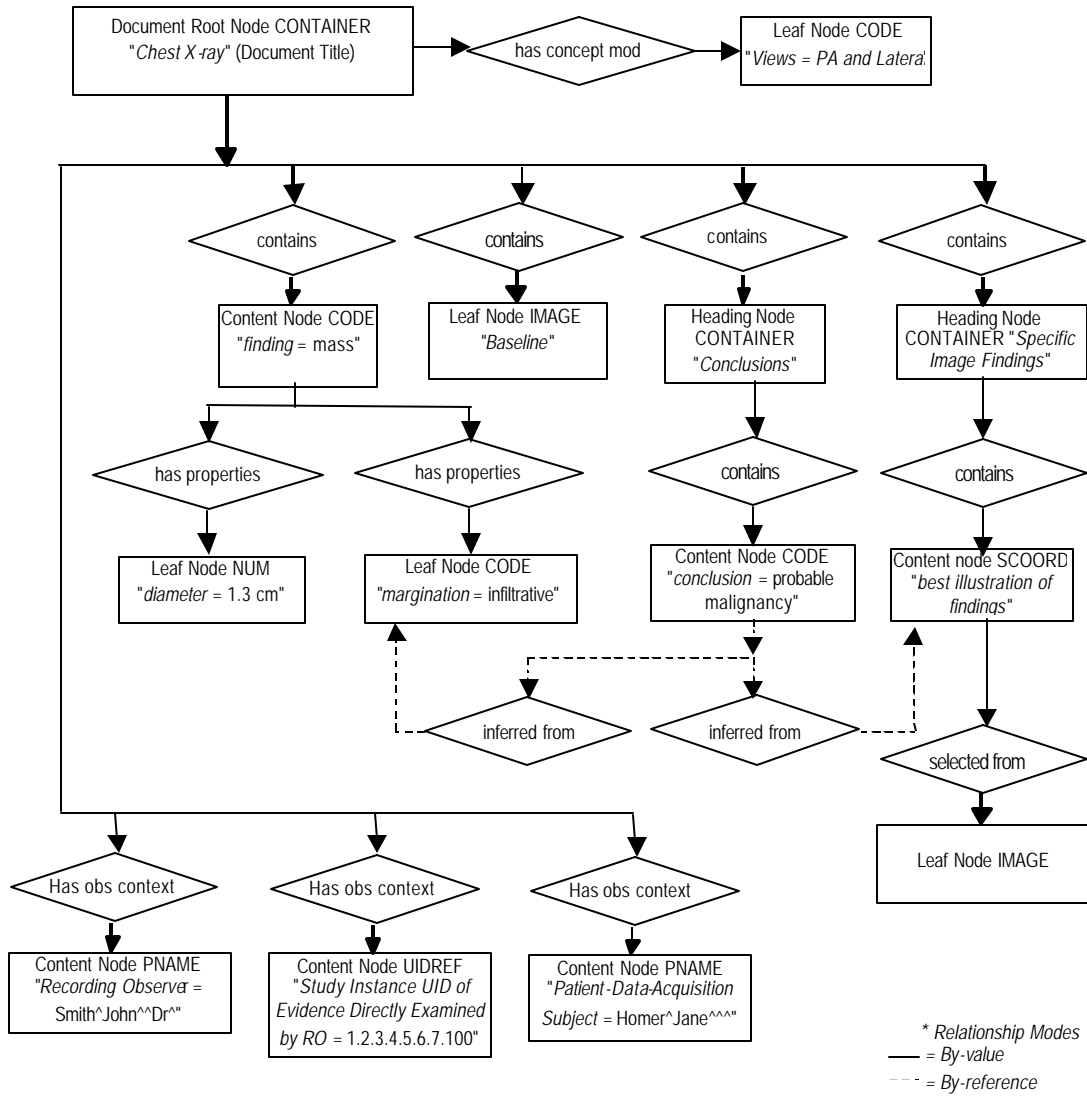 Document Root Node CONTAINER
"Chest X-ray" (Document Title)
has concept mod
Leaf Node CODE
"Views = PA and Lateral
contains
contains
contains
contains
Content Node CODE
"finding = mass"
Leaf Node IMAGE
"Baseline"
Heading Node
CONTAINER
"Conclusions"
Heading Node
CONTAINER "Specific
Image Findings"
has properties
has properties
contains
contains
Leaf Node NUM
"diameter = 1.3 cm"
Leaf Node CODE
"margination = infiltrative"
Content Node CODE
"conclusion = probable
malignancy"
Content node SCOORD
"best illustration of
findings"
inferred from
inferred from
selected from
Leaf Node IMAGE
Has obs context
Has obs context
Has obs context
Content Node PNAME
"Recording Observer =
Smith^John^^Dr^"
Content Node UIDREF
"Study Instance UID of
Evidence Directly Examined
by RO = 1.2.3.4.5.6.7.100"
Content Node PNAME
"Patient-Data-Acquisition
Subject = Homer^Jane^^^"
* Relationship Modes
= By-value
= By-reference